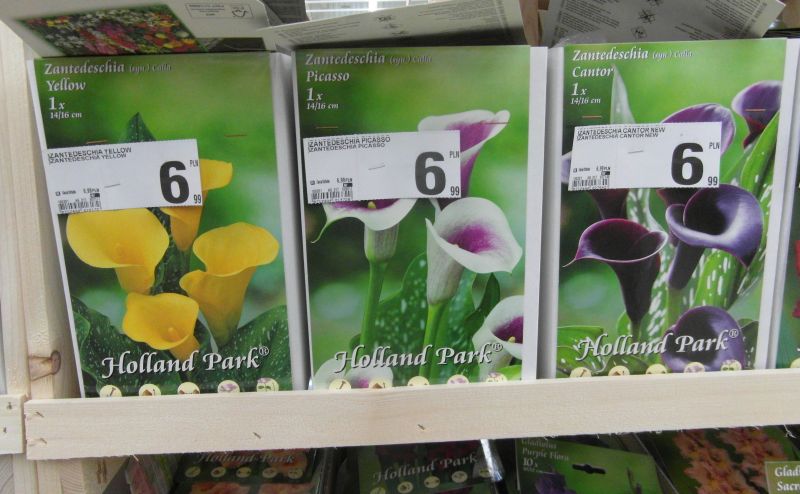 Zantedeschia (syn.) Calla
Yellow
1x
14/16 cm
ZANTEDESCHIA YELLOW
ZANTEDESCHIA YELLOW
6 PLN
99
Holland Park®
Zantedeschia (syn.) Calla
Picasso
1x
14/16 cm
ZANTEDESCHIA PICASSO
ZANTEDESCHIA PICASSO
6 PLN
99
Holland Park®
Zantedeschia (syn.) Calla
Cantor
1x
14/16 cm
ZANTEDESCHIA CANTOR NEW
ZANTEDESCHIA CANTOR NEW
6 PLN
99
Holland Park®
Holland Park
Holland Park
Gladiolus
Purple Flora
10x